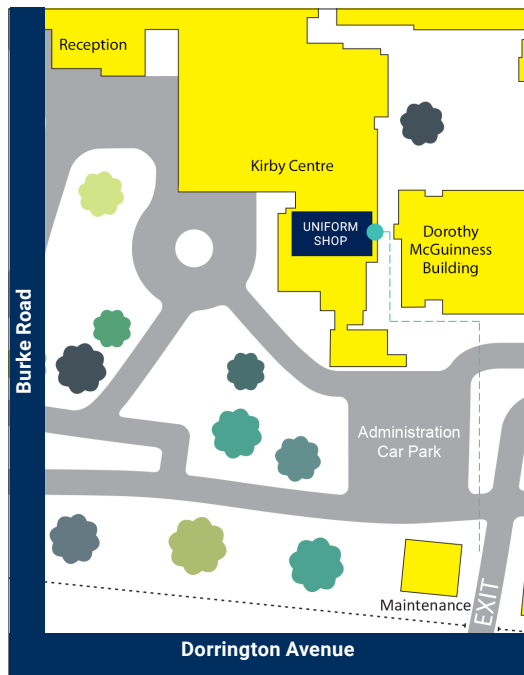 Reception
Kirby Centre
UNIFORM
SHOP
Dorothy
McGuinness
Building
Burke Road
Administration
Car Park
Maintenance
EXIT
Dorrington Avenue